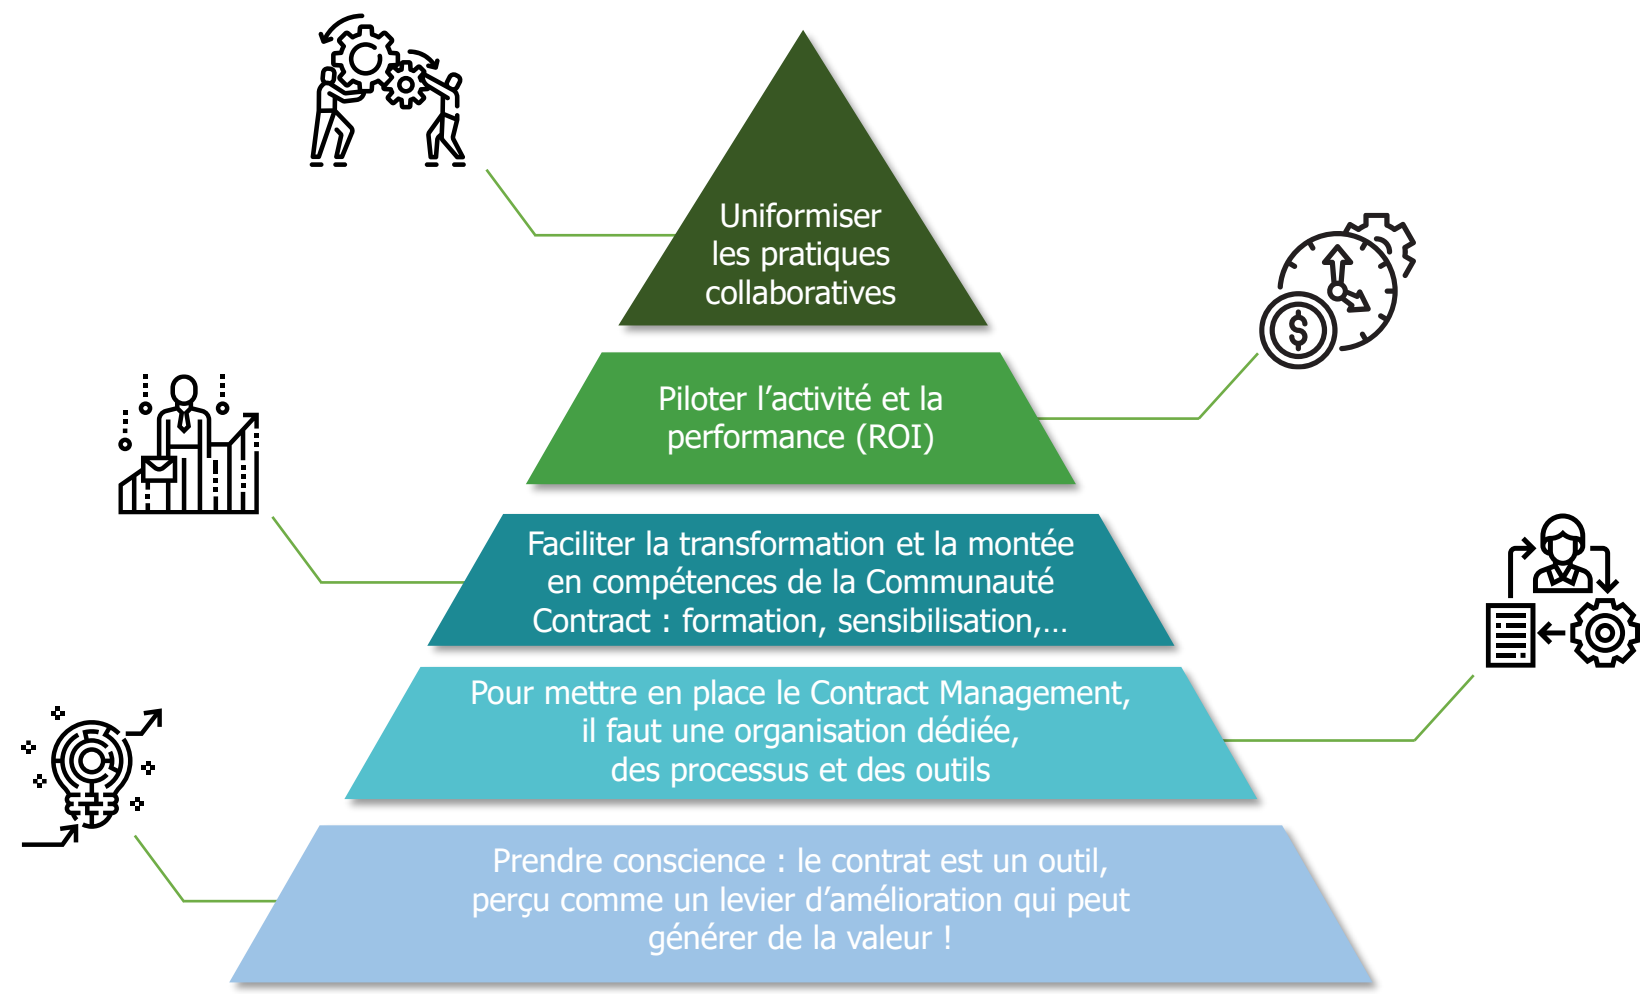 Uniformiser
les pratiques
collaboratives
$
Piloter l’activité et la
performance (ROI)
Faciliter la transformation et la montée
en compétences de la Communauté
Contract : formation, sensibilisation,...
Pour mettre en place le Contract Management,
il faut une organisation dédiée,
des processus et des outils
Prendre conscience : le contrat est un outil,
perçu comme un levier d’amélioration qui peut
générer de la valeur !